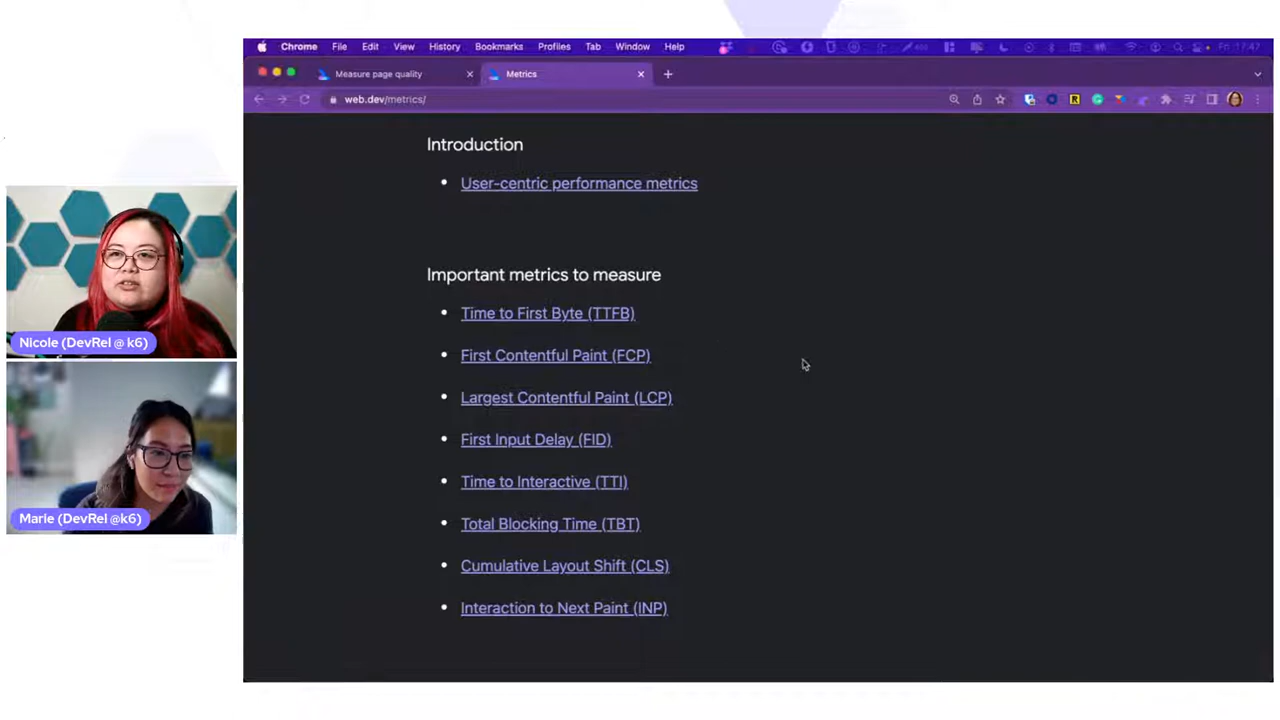 Chrome File Edit View History Bookmarks Profiles Tab Window Help Fri 17:47
Measure page quality
Metrics
web.dev/metrics/
Introduction
User-centric performance metrics
Important metrics to measure
Time to First Byte (TTFB)
First Contentful Paint (FCP)
Largest Contentful Paint (LCP)
First Input Delay (FID)
Time to Interactive (TTI)
Total Blocking Time (TBT)
Cumulative Layout Shift (CLS)
Interaction to Next Paint (INP)
Nicole (DevRel @ k6)
Marie (DevRel @k6)